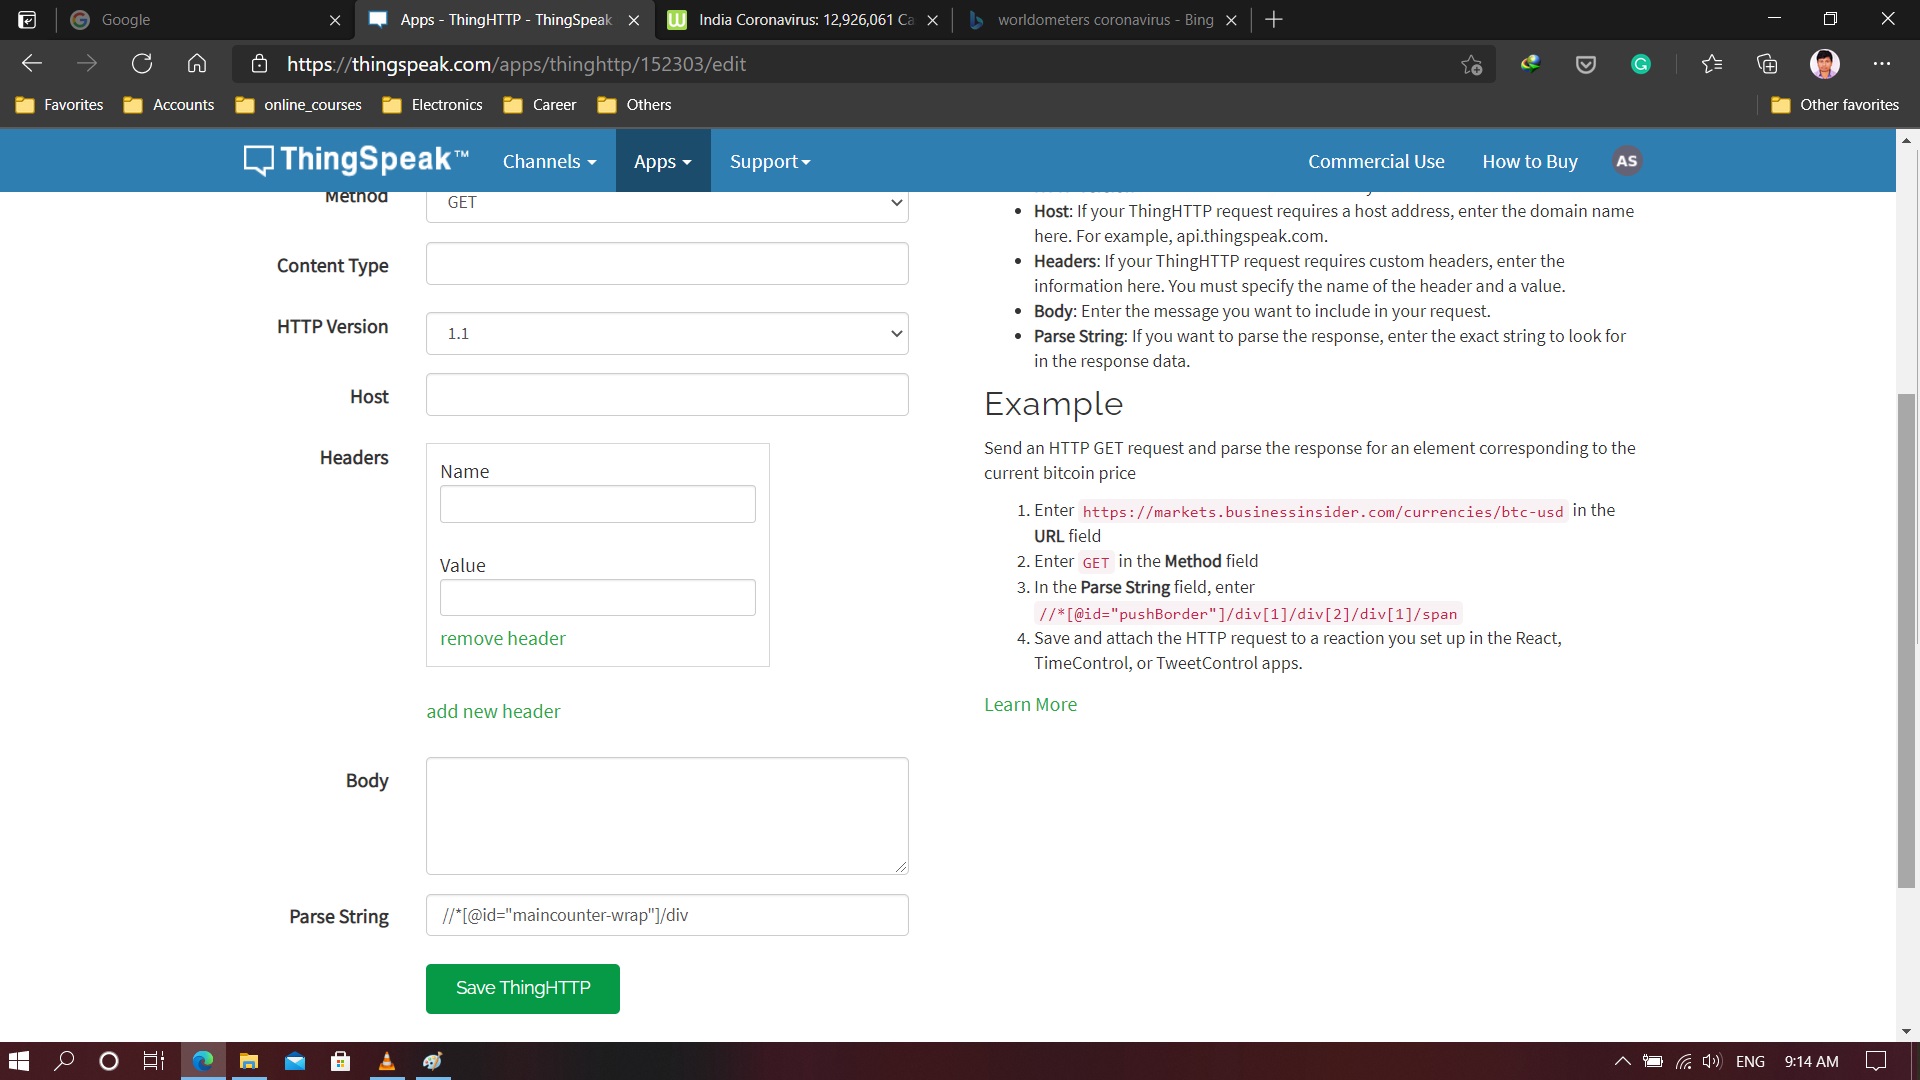 Google
Apps - ThingHTTP - ThingSpeak
India Coronavirus: 12,926,061 Ca
worldometers coronavirus - Bing
https://thingspeak.com/apps/thinghttp/152303/edit
Favorites
Accounts
online_courses
Electronics
Career
Others
Other favorites
ThingSpeak™
Channels
Apps
Support
Commercial Use
How to Buy
AS
Method
GET
Content Type
HTTP Version
1.1
Host
Headers
Name
Value
remove header
add new header
Body
Parse String
//*[@id="maincounter-wrap"]/div
Save ThingHTTP
• Host: If your ThingHTTP request requires a host address, enter the domain name
here. For example, api.thingspeak.com.
• Headers: If your ThingHTTP request requires custom headers, enter the
information here. You must specify the name of the header and a value.
• Body: Enter the message you want to include in your request.
• Parse String: If you want to parse the response, enter the exact string to look for
in the response data.
Example
Send an HTTP GET request and parse the response for an element corresponding to the
current bitcoin price
1. Enter https://markets.businessinsider.com/currencies/btc-usd in the
URL field
2. Enter GET in the Method field
3. In the Parse String field, enter
//*[@id="pushBorder"]/div[1]/div[2]/div[1]/span
4. Save and attach the HTTP request to a reaction you set up in the React,
TimeControl, or TweetControl apps.
Learn More
ENG
9:14 AM